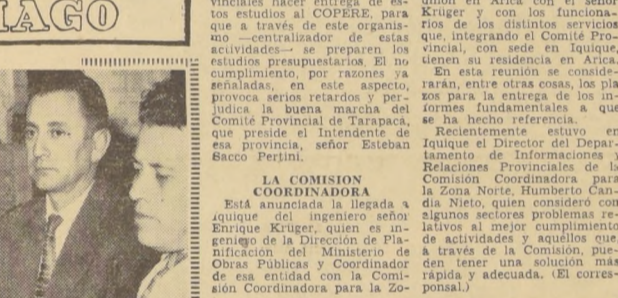 IAGO
vinciales hacer entrega de es-
tos estudios al COPERE, para
que a través de este organis-
mo —centralizador de estas
actividades— se preparen los
estudios presupuestarios. El no
cumplimiento, por razones ya
señaladas, en este aspecto,
provoca serios retardos y per-
judica la buena marcha del
Comité Provincial de Tarapacá,
que preside el Intendente de
esa provincia, señor Esteban
Sacco Pertini.
LA COMISION
COORDINADORA
Está anunciada la llegada a
Iquique del ingeniero señor
Enrique Krüger, quien es in-
geniero de la Dirección de Pla-
nificación del Ministerio de
Obras Públicas y Coordinador
de esa entidad con la Comi-
sión Coordinadora para la Zo-
unión en Arica con el señor
Krüger y con los funciona-
rios de los distintos servicios
que, integrando el Comité Pro-
vincial, con sede en Iquique,
tienen su residencia en Arica.
En esta reunión se conside-
rarán, entre otras cosas, los pla
zos para la entrega de los in-
formes fundamentales a que
se ha hecho referencia.
Recientemente estuvo en
Iquique el Director del Depar-
tamento de Informaciones y
Relaciones Provinciales de la
Comisión Coordinadora para
la Zona Norte, Humberto Can-
dia Nieto, quien consideró con
algunos sectores problemas re-
lativos al mejor cumplimiento
de actividades y aquéllos que
a través de la Comisión, pue-
den tener una solución más
rápida y adecuada. (El corres-
ponsal.)